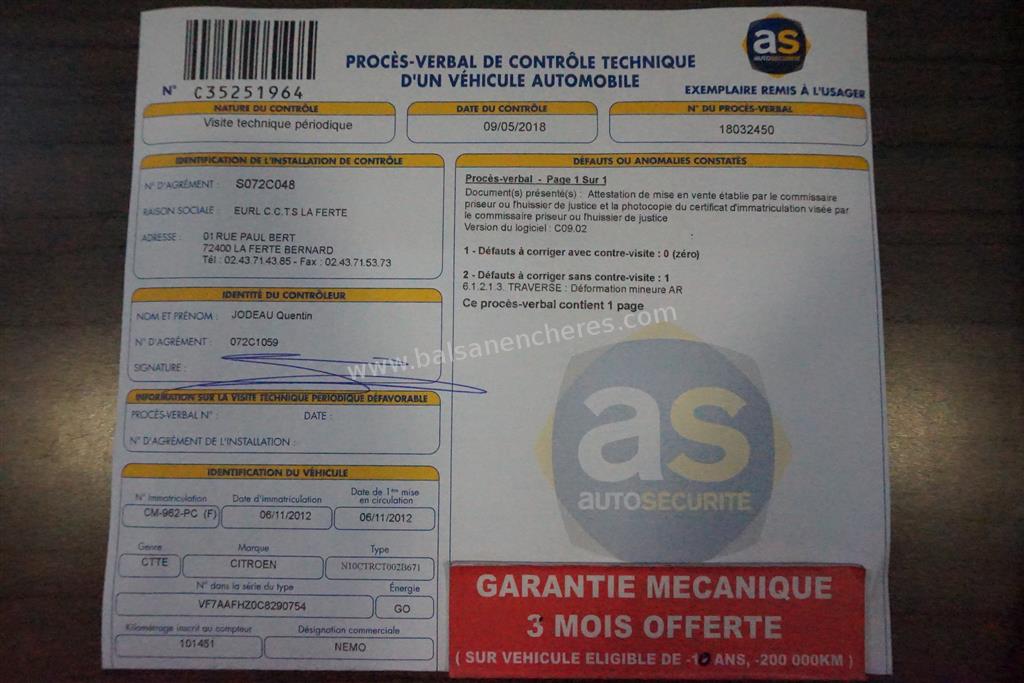 N° C35251964
PROCÈS-VERBAL DE CONTRÔLE TECHNIQUE
D'UN VÉHICULE AUTOMOBILE
as
AUTOSECURITE
EXEMPLAIRE REMIS À L'USAGER
NATURE DU CONTRÔLE
Visite technique périodique
DATE DU CONTRÔLE
09/05/2018
N° DU PROCÈS-VERBAL
18032450
IDENTIFICATION DE L'INSTALLATION DE CONTRÔLE
N° D'AGRÉMENT : S072C048
RAISON SOCIALE : EURL C.C.T.S LA FERTE
ADRESSE : 01 RUE PAUL BERT
72400 LA FERTE BERNARD
Tél : 02.43.71.43.85 - Fax : 02.43.71.53.73
IDENTITÉ DU CONTRÔLEUR
NOM ET PRÉNOM : JODEAU Quentin
N° D'AGRÉMENT : 072C1059
SIGNATURE :
INFORMATION SUR LA VISITE TECHNIQUE PÉRIODIQUE DÉFAVORABLE
PROCÈS-VERBAL N° : DATE :
N° D'AGRÉMENT DE L'INSTALLATION :
IDENTIFICATION DU VÉHICULE
N° Immatriculation
CM-962-PC (F)
Date d'immatriculation
06/11/2012
Date de 1ère mise
en circulation
06/11/2012
Genre
CTTE
Marque
CITROEN
Type
N10CTRCT002B671
N° dans la série du type
VF7AAFHZ0C8290754
Énergie
GO
Kilométrage inscrit au compteur
101451
Désignation commerciale
NEMO
DÉFAUTS OU ANOMALIES CONSTATÉS
Procès-verbal - Page 1 Sur 1
Document(s) présenté(s) : Attestation de mise en vente établie par le commissaire
priseur ou l'huissier de justice et la photocopie du certificat d'immatriculation visée par
le commissaire priseur ou l'huissier de justice
Version du logiciel : C09.02
1 - Défauts à corriger avec contre-visite : 0 (zéro)
2 - Défauts à corriger sans contre-visite : 1
6.1.2.1.3. TRAVERSE : Déformation mineure AR
Ce procès-verbal contient 1 page
www.balsanencheres.com
as
AUTOSECURITE
GARANTIE MECANIQUE
3 MOIS OFFERTE
( SUR VEHICULE ELIGIBLE DE -10 ANS, -200 000KM )